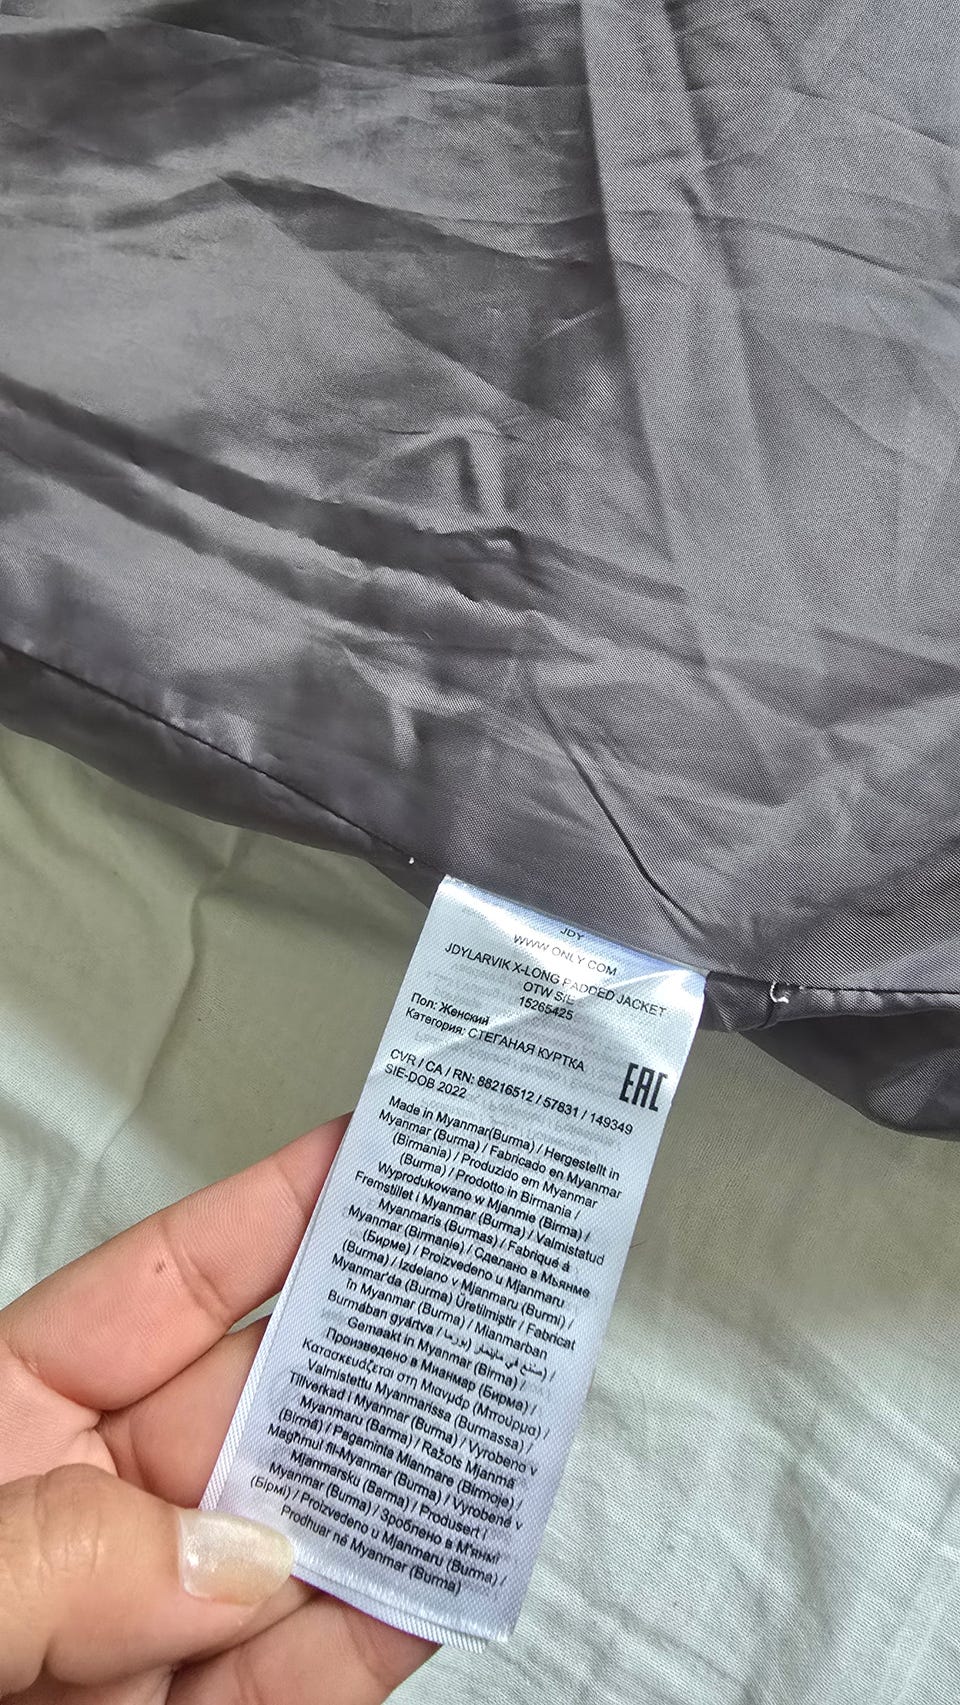 JDY
WWW.ONLY.COM
JDYLARVIK X-LONG PADDED JACKET
OTW S/L
15265425
Пол: Женский
Категория: СТЕГАНАЯ КУРТКА
EAC
CVR / CA / RN: 88216512 / 57831 / 149349
SIE-DOB 2022
Made in Myanmar(Burma) / Hergestellt in
Myanmar (Burma) / Fabricado en Myanmar
(Birmania) / Produzido em Myanmar
(Burma) / Prodotto in Birmania /
Wyprodukowano w Mjanmie (Birma) /
Fremstillet i Myanmar (Burma) / Valmistatud
Myanmaris (Burmas) / Fabriqué à
Myanmar (Birmanie) / Сделано в Мьянме
(Бирме) / Proizvedeno u Mjanmaru
(Burma) / Izdelano v Mjanmaru (Burmi) /
Myanmar'da (Burma) Üretilmiştir / Fabricat
în Myanmar (Burma) / Mianmarban
Burmában gyártva / صنع في ميانمار (بورما) /
Gemaakt in Myanmar (Birma) /
Произведено в Мианмар (Бирма) /
Κατασκευάζεται στη Μιανμάρ (Μπούρμα) /
Valmistettu Myanmarissa (Burmassa) /
Tillverkad i Myanmar (Burma) / Vyrobeno v
Myanmaru (Barma) / Ražots Mjanmā
(Birmā) / Pagaminta Mianmare (Birmoje) /
Magħmul fil-Myanmar (Burma) / Vyrobené v
Mjanmarsku (Barma) / Produsert i
Myanmar (Burma) / Зроблено в М'янмі
(Бірмі) / Proizvedeno u Mjanmaru (Burma) /
Prodhuar në Myanmar (Burma)